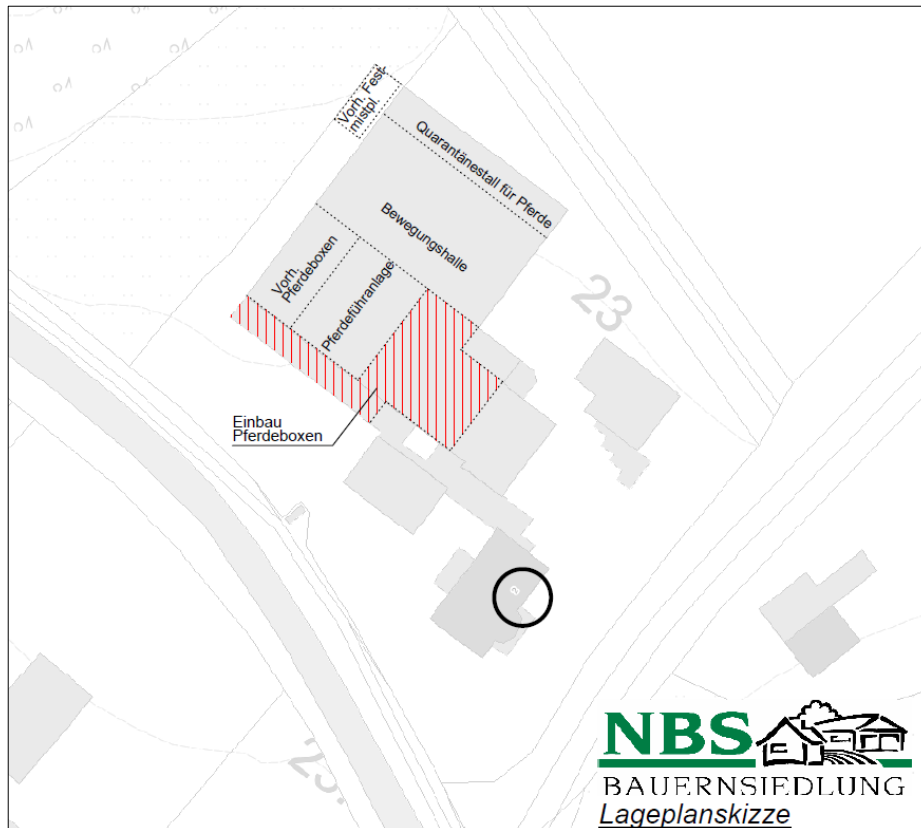 Vorh. Fest-
mistpl.
Quarantänestall für Pferde
Bewegungshalle
Vorh.
Pferdeboxen
Pferdeführanlage
23
Einbau
Pferdeboxen
23.
NBS
BAUERNSIEDLUNG
Lageplanskizze